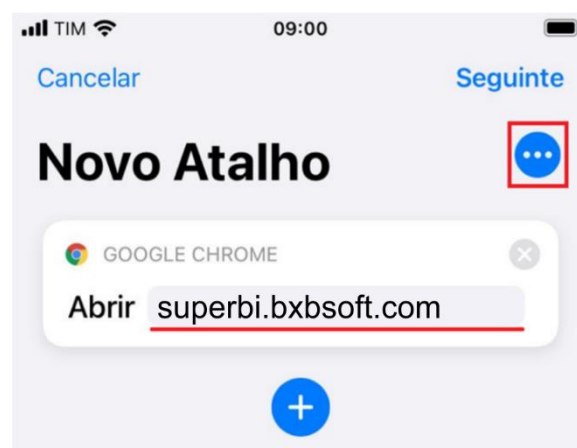 TIM 09:00
Cancelar Seguinte
Novo Atalho
GOOGLE CHROME
Abrir superbi.bxbsoft.com